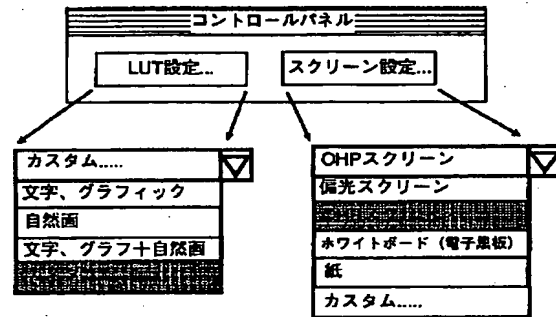 コントロールパネル
LUT設定...
スクリーン設定...
カスタム.....
文字、グラフィック
自然画
文字、グラフ+自然画
OHPスクリーン
偏光スクリーン
ホワイトボード（電子黒板）
紙
カスタム.....